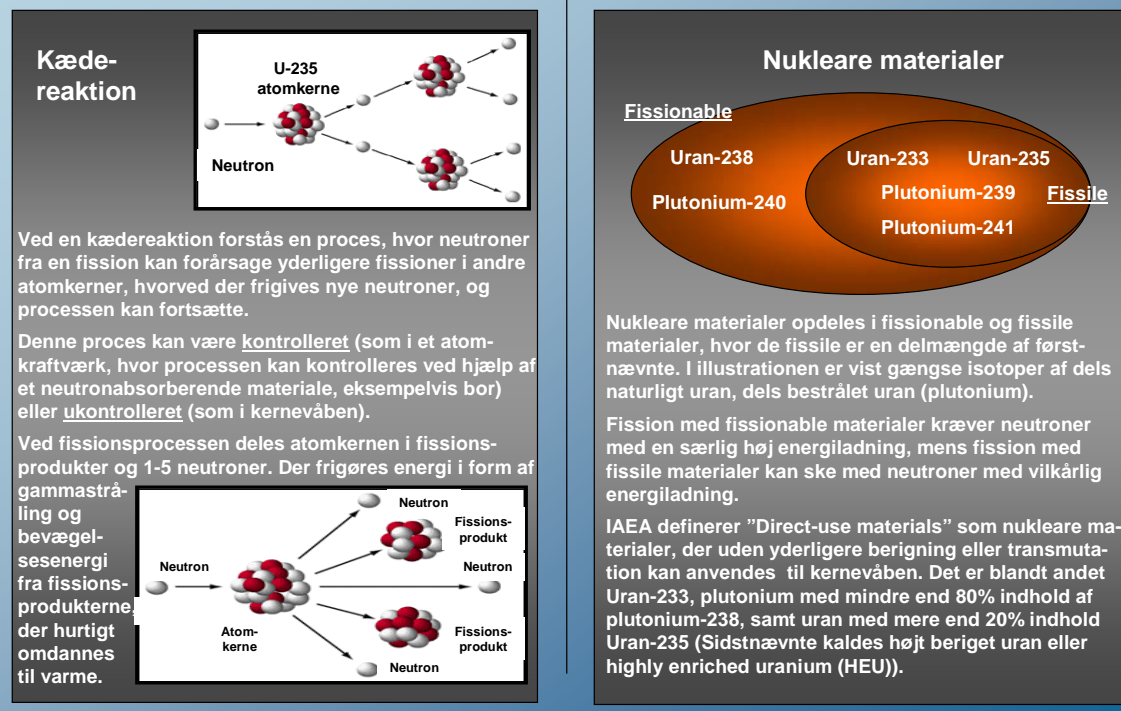 Kæde-
reaktion
U-235
atomkerne
Neutron
Ved en kædereaktion forstås en proces, hvor neutroner
fra en fission kan forårsage yderligere fissioner i andre
atomkerner, hvorved der frigives nye neutroner, og
processen kan fortsætte.
Denne proces kan være kontrolleret (som i et atom-
kraftværk, hvor processen kan kontrolleres ved hjælp af
et neutronabsorberende materiale, eksempelvis bor)
eller ukontrolleret (som i kernevåben).
Ved fissionsprocessen deles atomkernen i fissions-
produkter og 1-5 neutroner. Der frigøres energi i form af
gammastrå-
ling og
bevægel-
sesenergi
fra fissions-
produkterne,
der hurtigt
omdannes
til varme.
Neutron
Atom-
kerne
Neutron
Fissions-
produkt
Neutron
Fissions-
produkt
Neutron
Nukleare materialer
Fissionable
Uran-238
Plutonium-240
Uran-233 Uran-235
Plutonium-239
Fissile
Plutonium-241
Nukleare materialer opdeles i fissionable og fissile
materialer, hvor de fissile er en delmængde af først-
nævnte. I illustrationen er vist gængse isotoper af dels
naturligt uran, dels bestrålet uran (plutonium).
Fission med fissionable materialer kræver neutroner
med en særlig høj energiladning, mens fission med
fissile materialer kan ske med neutroner med vilkårlig
energiladning.
IAEA definerer ”Direct-use materials” som nukleare ma-
terialer, der uden yderligere berigning eller transmuta-
tion kan anvendes til kernevåben. Det er blandt andet
Uran-233, plutonium med mindre end 80% indhold af
plutonium-238, samt uran med mere end 20% indhold
Uran-235 (Sidstnævnte kaldes højt beriget uran eller
highly enriched uranium (HEU)).